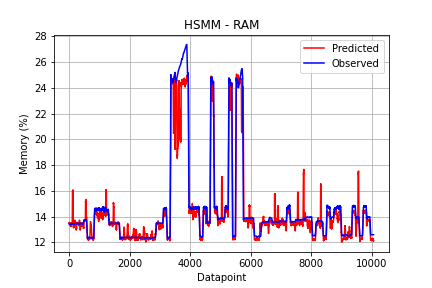 HSMM - RAM
28
26
24
22
20
18
16
14
12
Memory (%)
Predicted
Observed
0 2000 4000 6000 8000 10000
Datapoint